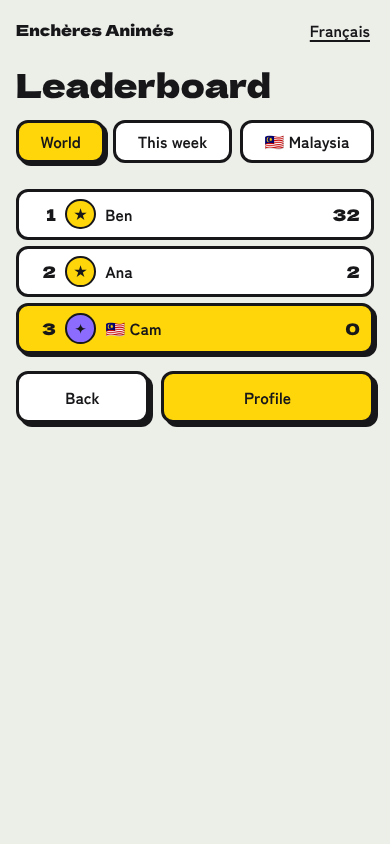 Enchères Animés
Français
Leaderboard
World
This week
🇲🇾 Malaysia
1 Ben 32
2 Ana 2
3 🇲🇾 Cam 0
Back
Profile